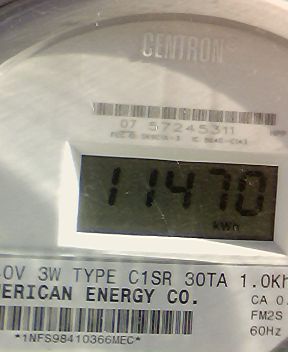 CENTRON
07 57245311
11470
kWh
0V 3W TYPE C1SR 30TA 1.0Kh
ERICAN ENERGY CO.
CA 0.
FM2S
60Hz
*1NFS98410366MEC*